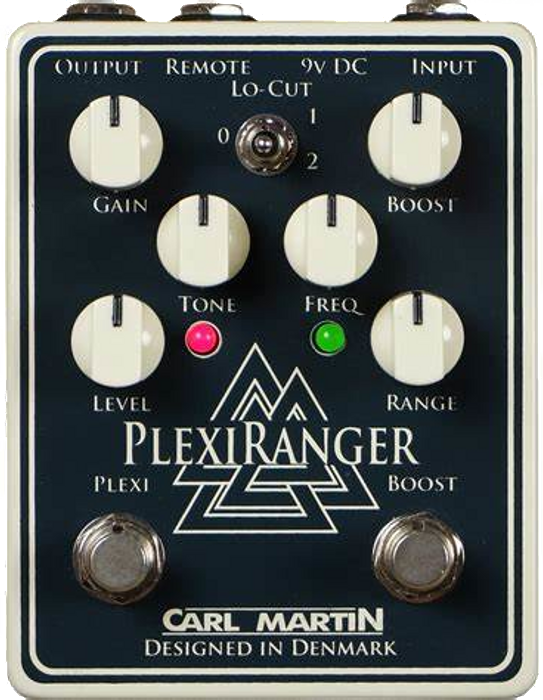 OUTPUT REMOTE 9V DC INPUT
LO-CUT
0 1
2
GAIN BOOST
TONE FREQ
LEVEL RANGE
PLEXIRANGER
PLEXI BOOST
CARL MARTIN
DESIGNED IN DENMARK